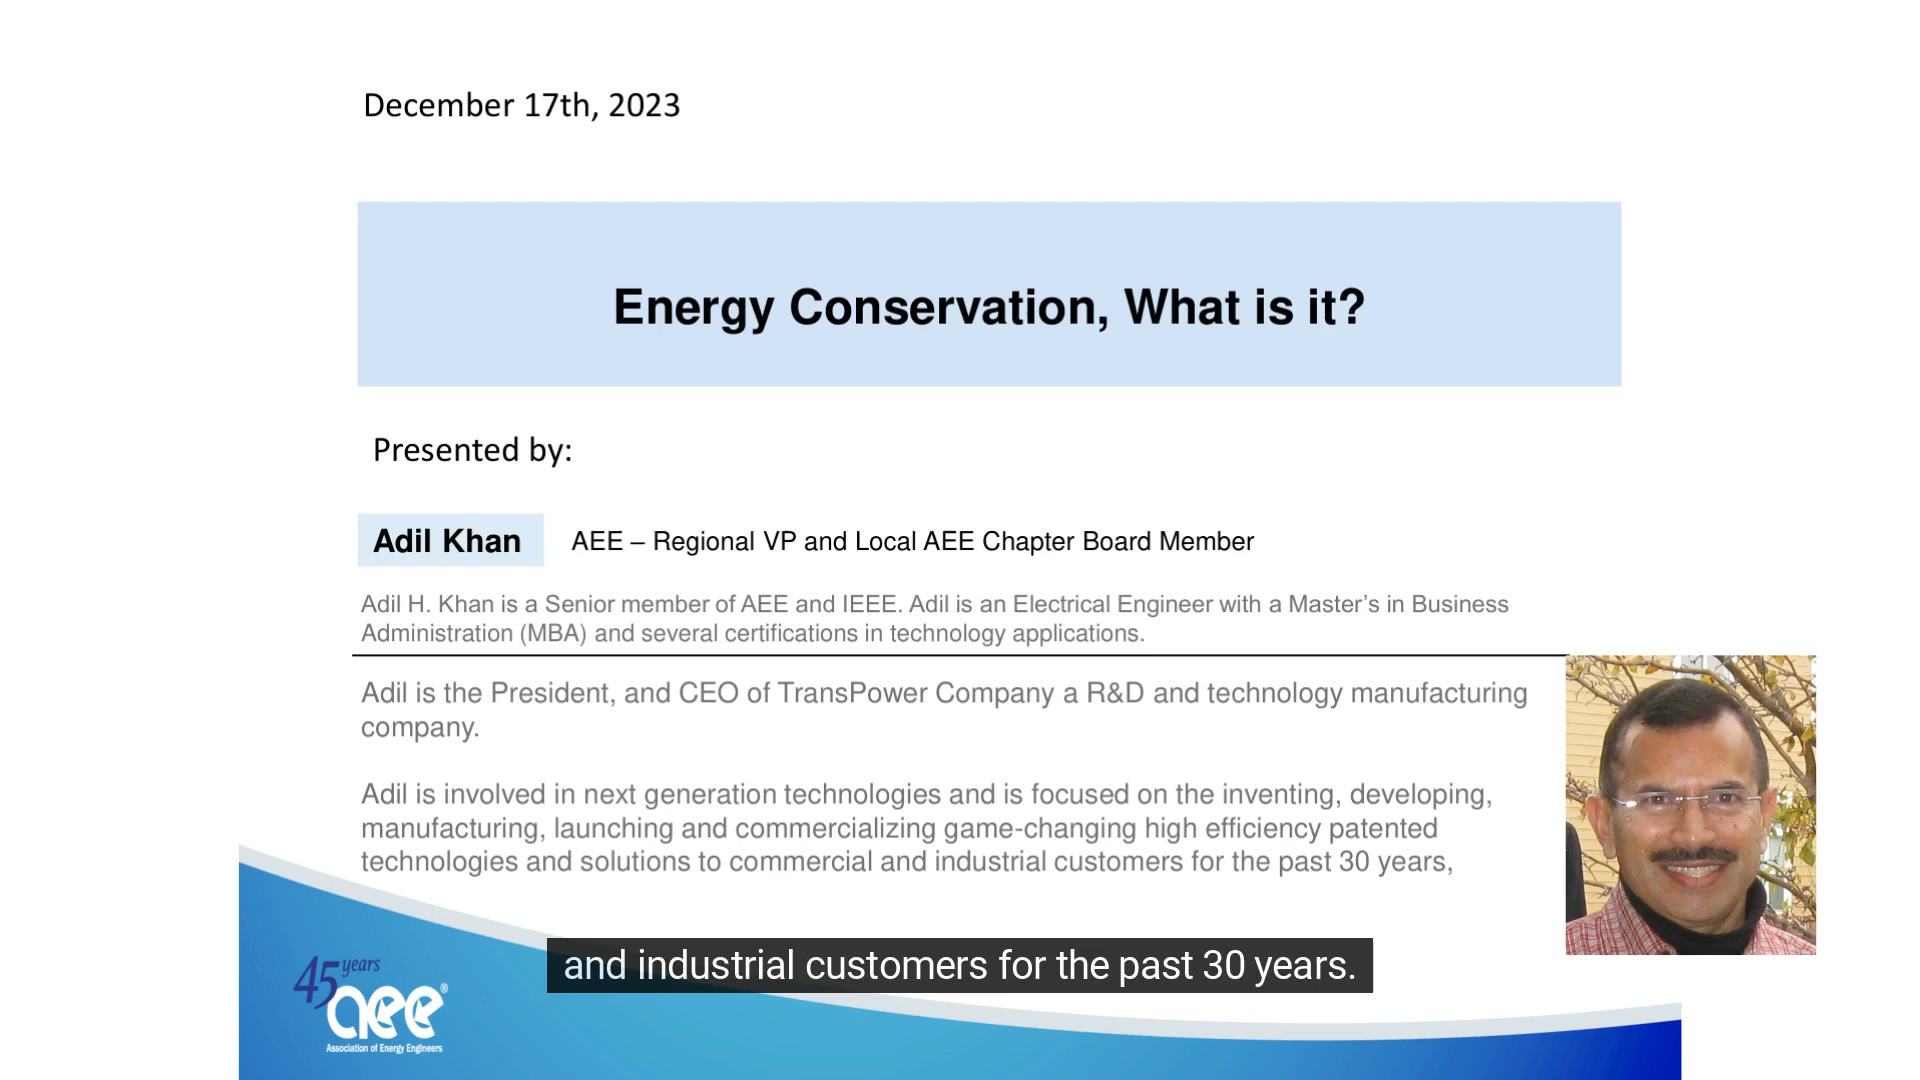 December 17th, 2023
Energy Conservation, What is it?
Presented by:
Adil Khan
AEE – Regional VP and Local AEE Chapter Board Member
Adil H. Khan is a Senior member of AEE and IEEE. Adil is an Electrical Engineer with a Master’s in Business
Administration (MBA) and several certifications in technology applications.
Adil is the President, and CEO of TransPower Company a R&D and technology manufacturing
company.
Adil is involved in next generation technologies and is focused on the inventing, developing,
manufacturing, launching and commercializing game-changing high efficiency patented
technologies and solutions to commercial and industrial customers for the past 30 years,
and industrial customers for the past 30 years.
45 years
aee®
Association of Energy Engineers